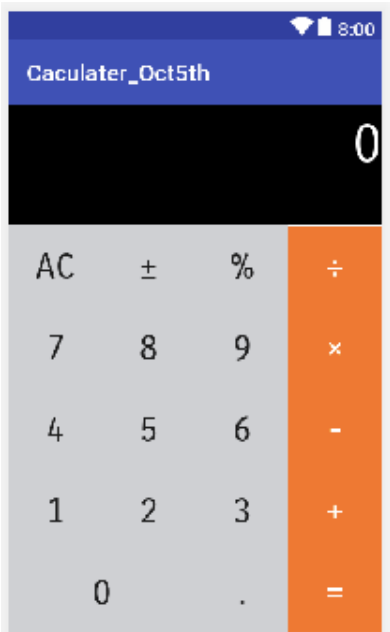 8:00
Caculater_Oct5th
0
AC ± % ÷
7 8 9 ×
4 5 6 -
1 2 3 +
0 . =